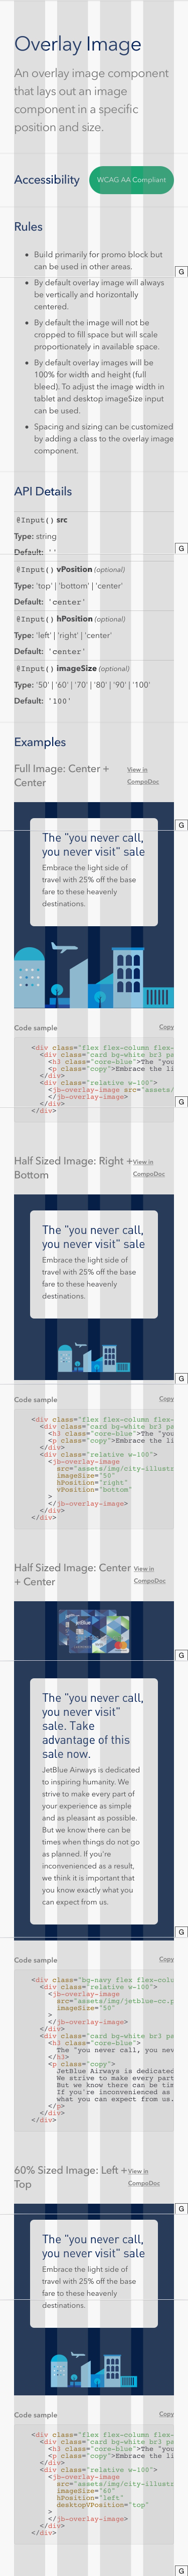 Overlay Image
An overlay image component
that lays out an image
component in a specific
position and size.
Accessibility
WCAG AA Compliant
Rules
Build primarily for promo block but
can be used in other areas.
G
By default overlay image will always
be vertically and horizontally
centered.
By default the image will not be
cropped to fill space but will scale
proportionately in available space.
By default overlay images will be
100% for width and height (full
bleed). To adjust the image width in
tablet and desktop imageSize input
can be used.
Spacing and sizing can be customized
by adding a class to the overlay image
component.
API Details
@Input() src
Type: string
G
Default: ''
@Input() vPosition (optional)
Type: 'top' | 'bottom' | 'center'
Default: 'center'
@Input() hPosition (optional)
Type: 'left' | 'right' | 'center'
Default: 'center'
@Input() imageSize (optional)
Type: '50' | '60' | '70' | '80' | '90' | '100'
Default: '100'
Examples
Full Image: Center +
Center
View in
CompoDoc
G
The "you never call,
you never visit" sale
Embrace the light side of
travel with 25% off the base
fare to these heavenly
destinations.
Code sample
Copy
<div class="flex flex-column flex-
<div class="card bg-white br3 pa
<h3 class="core-blue">The "you
<p class="copy">Embrace the li
</div>
<div class="relative w-100">
<jb-overlay-image src="assets/
</jb-overlay-image>
G
</div>
</div>
Half Sized Image: Right +
Bottom
View in
CompoDoc
The "you never call,
you never visit" sale
Embrace the light side of
travel with 25% off the base
fare to these heavenly
destinations.
G
Code sample
Copy
<div class="flex flex-column flex-
<div class="card bg-white br3 pa
<h3 class="core-blue">The "you
<p class="copy">Embrace the li
</div>
<div class="relative w-100">
<jb-overlay-image
src="assets/img/city-illustr
imageSize="50"
hPosition="right"
vPosition="bottom"
>
</jb-overlay-image>
</div>
</div>
Half Sized Image: Center
+ Center
View in
CompoDoc
G
The "you never call,
you never visit"
sale. Take
advantage of this
sale now.
JetBlue Airways is dedicated
to inspiring humanity. We
strive to make every part
of your experience as simple
and as pleasant as possible.
But we know there can be
times when things do not go
as planned. If you're
inconvenienced as a result,
we think it is important that
you know exactly what you
can expect from us.
G
Code sample
Copy
<div class="bg-navy flex flex-colo
<div class="relative w-100">
<jb-overlay-image
src="assets/img/jetblue-cc.p
imageSize="50"
>
</jb-overlay-image>
</div>
<div class="card bg-white br3 pa
<h3 class="core-blue">
The "you never call, you nev
</h3>
<p class="copy">
JetBlue Airways is dedicated
We strive to make every part
But we know there can be tim
If you're inconvenienced as
what you can expect from us.
</p>
</div>
</div>
60% Sized Image: Left +
Top
View in
CompoDoc
G
The "you never call,
you never visit" sale
Embrace the light side of
travel with 25% off the base
fare to these heavenly
destinations.
Code sample
Copy
<div class="flex flex-column flex-
<div class="card bg-white br3 pa
<h3 class="core-blue">The "you
<p class="copy">Embrace the li
</div>
<div class="relative w-100">
<jb-overlay-image
src="assets/img/city-illustr
imageSize="60"
hPosition="left"
desktopVPosition="top"
>
</jb-overlay-image>
</div>
</div>
G